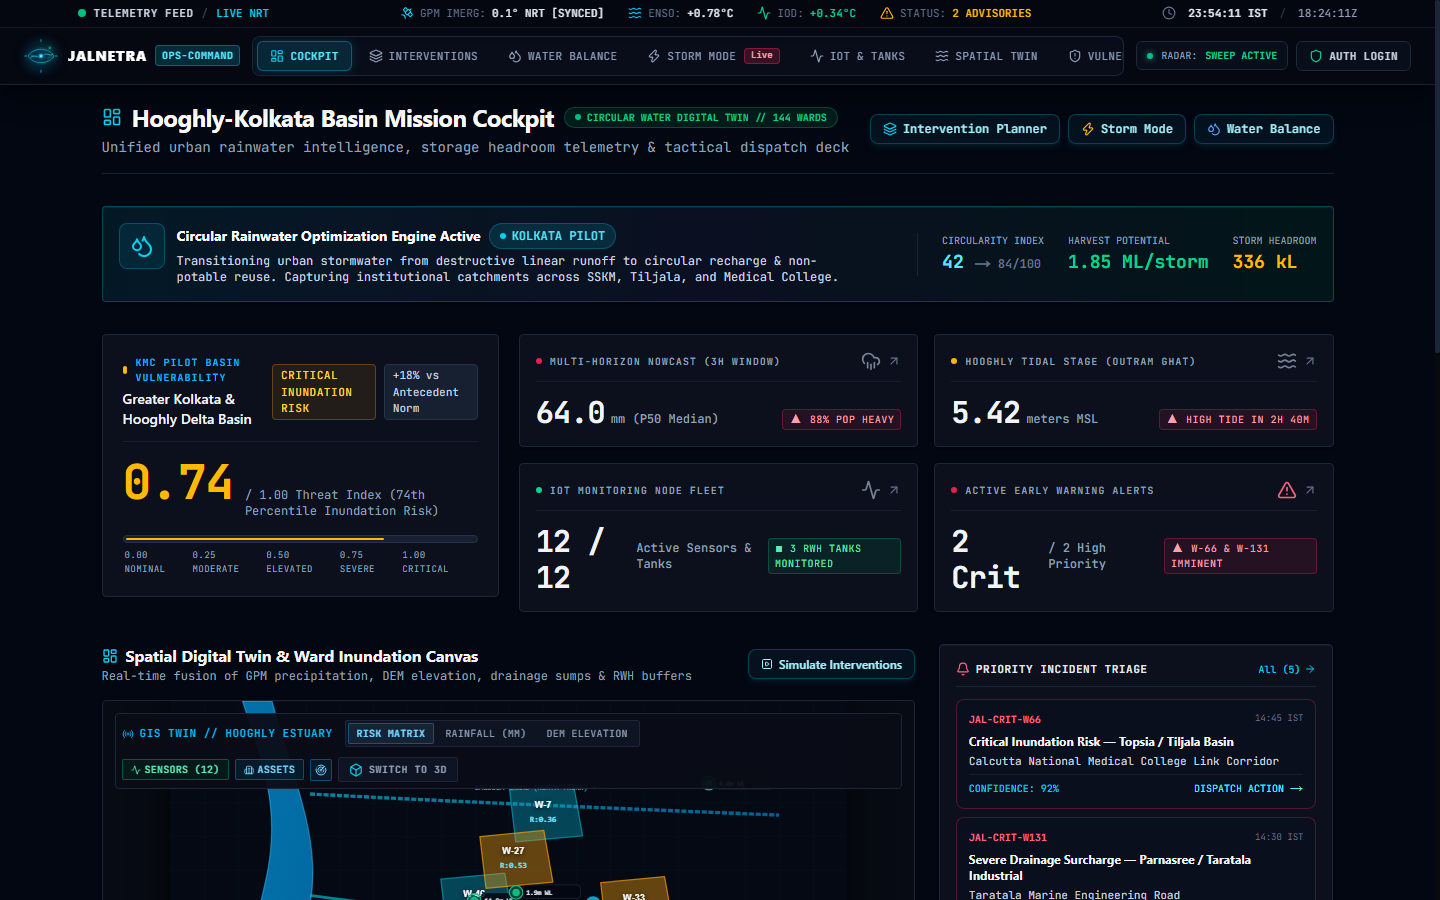 TELEMETRY FEED / LIVE NRT
GPM IMERG: 0.1° NRT [SYNCED]
ENSO: +0.78°C
IOD: +0.34°C
STATUS: 2 ADVISORIES
23:54:11 IST / 18:24:11Z
JALNETRA OPS-COMMAND
COCKPIT
INTERVENTIONS
WATER BALANCE
STORM MODE Live
IOT & TANKS
SPATIAL TWIN
VULNE
RADAR: SWEEP ACTIVE
AUTH LOGIN
Hooghly-Kolkata Basin Mission Cockpit
CIRCULAR WATER DIGITAL TWIN // 144 WARDS
Unified urban rainwater intelligence, storage headroom telemetry & tactical dispatch deck
Intervention Planner
Storm Mode
Water Balance
Circular Rainwater Optimization Engine Active
KOLKATA PILOT
Transitioning urban stormwater from destructive linear runoff to circular recharge & non-
potable reuse. Capturing institutional catchments across SSKM, Tiljala, and Medical College.
CIRCULARITY INDEX
42 → 84/100
HARVEST POTENTIAL
1.85 ML/storm
STORM HEADROOM
336 kL
KMC PILOT BASIN
VULNERABILITY
Greater Kolkata &
Hooghly Delta Basin
CRITICAL
INUNDATION
RISK
+18% vs
Antecedent
Norm
0.74
/ 1.00 Threat Index (74th
Percentile Inundation Risk)
0.00 0.25 0.50 0.75 1.00
NOMINAL MODERATE ELEVATED SEVERE CRITICAL
MULTI-HORIZON NOWCAST (3H WINDOW)
64.0 mm (P50 Median)
▲ 88% POP HEAVY
HOOGHLY TIDAL STAGE (OUTRAM GHAT)
5.42 meters MSL
▲ HIGH TIDE IN 2H 40M
IOT MONITORING NODE FLEET
12 /
12
Active Sensors &
Tanks
■ 3 RWH TANKS
MONITORED
ACTIVE EARLY WARNING ALERTS
2
Crit
/ 2 High
Priority
▲ W-66 & W-131
IMMINENT
Spatial Digital Twin & Ward Inundation Canvas
Real-time fusion of GPM precipitation, DEM elevation, drainage sumps & RWH buffers
Simulate Interventions
GIS TWIN // HOOGHLY ESTUARY
RISK MATRIX
RAINFALL (MM)
DEM ELEVATION
SENSORS (12)
ASSETS
SWITCH TO 3D
W-7
R:0.36
W-27
R:0.53
1.9m WL
W-33
PRIORITY INCIDENT TRIAGE
All (5) →
JAL-CRIT-W66
14:45 IST
Critical Inundation Risk — Topsia / Tiljala Basin
Calcutta National Medical College Link Corridor
CONFIDENCE: 92%
DISPATCH ACTION →
JAL-CRIT-W131
14:30 IST
Severe Drainage Surcharge — Parnasree / Taratala
Industrial
Taratala Marine Engineering Road